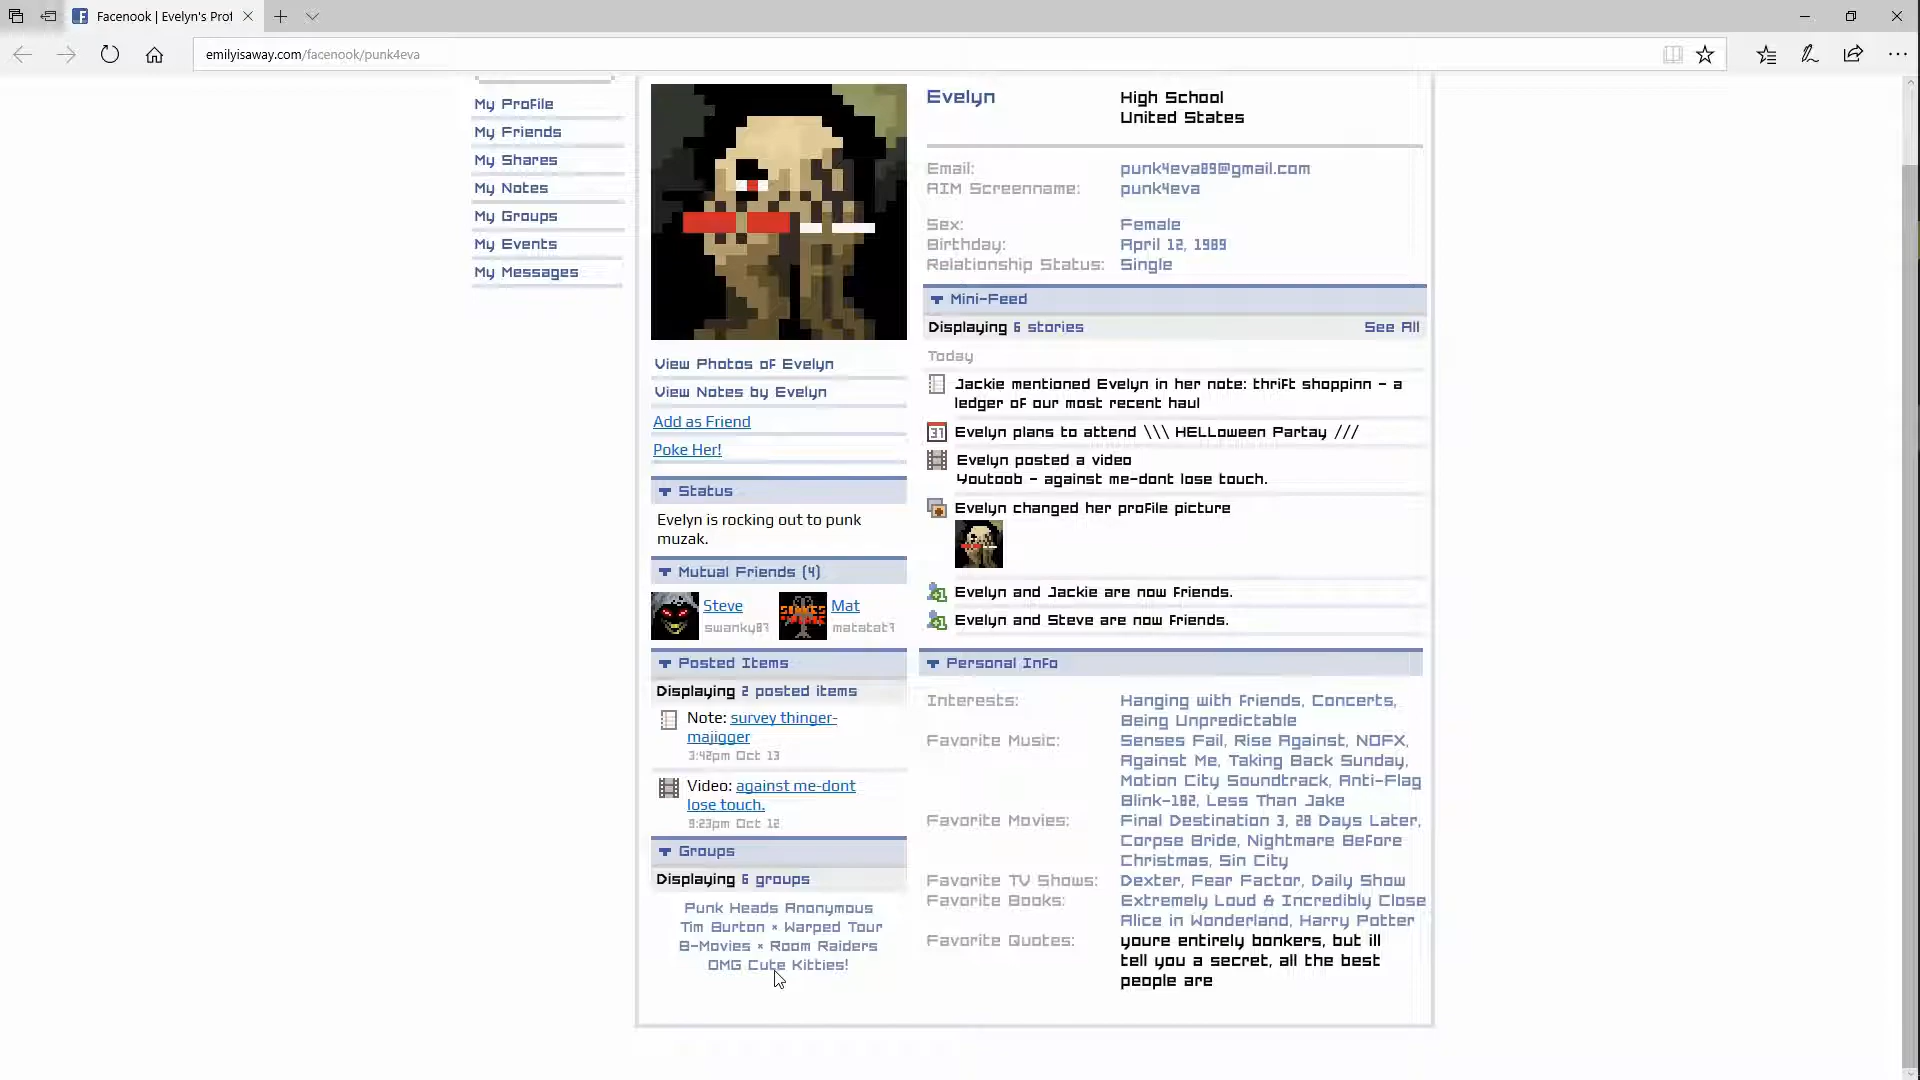 Facenook | Evelyn's Prof
emilyisaway.com/facenook/punk4eva
My Profile
My Friends
My Shares
My Notes
My Groups
My Events
My Messages
View Photos of Evelyn
View Notes by Evelyn
Add as Friend
Poke Her!
Status
Evelyn is rocking out to punk
muzak.
Mutual Friends (4)
Steve
swanky87
Mat
matatat7
Posted Items
Displaying 2 posted items
Note: survey thinger-
majigger
3:42pm Oct 13
Video: against me-dont
lose touch.
9:23pm Oct 12
Groups
Displaying 6 groups
Punk Heads Anonymous
Tim Burton × Warped Tour
B-Movies × Room Raiders
OMG Cute Kitties!
Evelyn
High School
United States
Email: punk4eva89@gmail.com
AIM Screenname: punk4eva
Sex: Female
Birthday: April 12, 1989
Relationship Status: Single
Mini-Feed
Displaying 6 stories See All
Today
Jackie mentioned Evelyn in her note: thrift shoppinn - a
ledger of our most recent haul
31 Evelyn plans to attend \\\ HELLoween Partay ///
Evelyn posted a video
Youtoob - against me-dont lose touch.
Evelyn changed her profile picture
Evelyn and Jackie are now friends.
Evelyn and Steve are now friends.
Personal Info
Interests: Hanging with friends, Concerts,
Being Unpredictable
Favorite Music: Senses Fail, Rise Against, NOFX,
Against Me, Taking Back Sunday,
Motion City Soundtrack, Anti-Flag
Blink-182, Less Than Jake
Favorite Movies: Final Destination 3, 28 Days Later,
Corpse Bride, Nightmare Before
Christmas, Sin City
Favorite TV Shows: Dexter, Fear Factor, Daily Show
Favorite Books: Extremely Loud & Incredibly Close
Alice in Wonderland, Harry Potter
Favorite Quotes: youre entirely bonkers, but ill
tell you a secret, all the best
people are